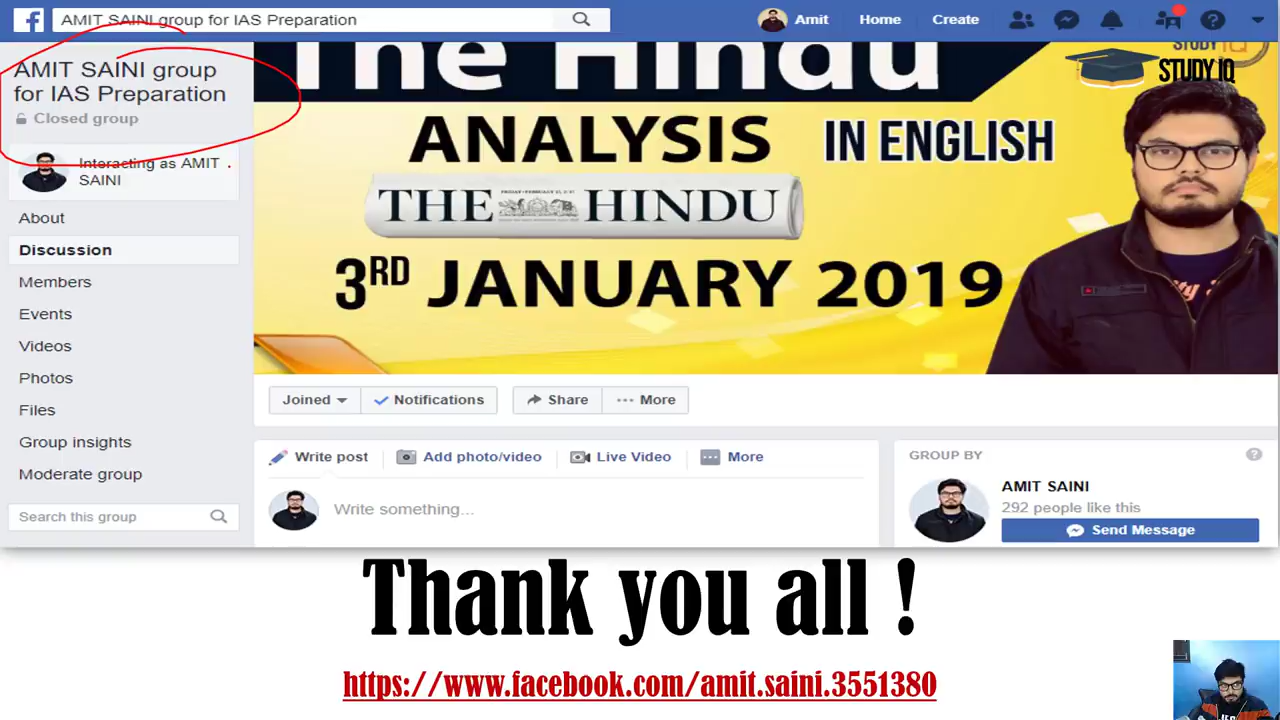 AMIT SAINI group for IAS Preparation
Amit
Home
Create
AMIT SAINI group
for IAS Preparation
Closed group
Interacting as AMIT
SAINI
About
Discussion
Members
Events
Videos
Photos
Files
Group insights
Moderate group
Search this group
The Hindu
STUDY IQ
STUDY IQ
ANALYSIS IN ENGLISH
THE HINDU
3RD JANUARY 2019
Joined
Notifications
Share
More
Write post
Add photo/video
Live Video
More
Write something...
GROUP BY
AMIT SAINI
292 people like this
Send Message
Thank you all !
https://www.facebook.com/amit.saini.3551380